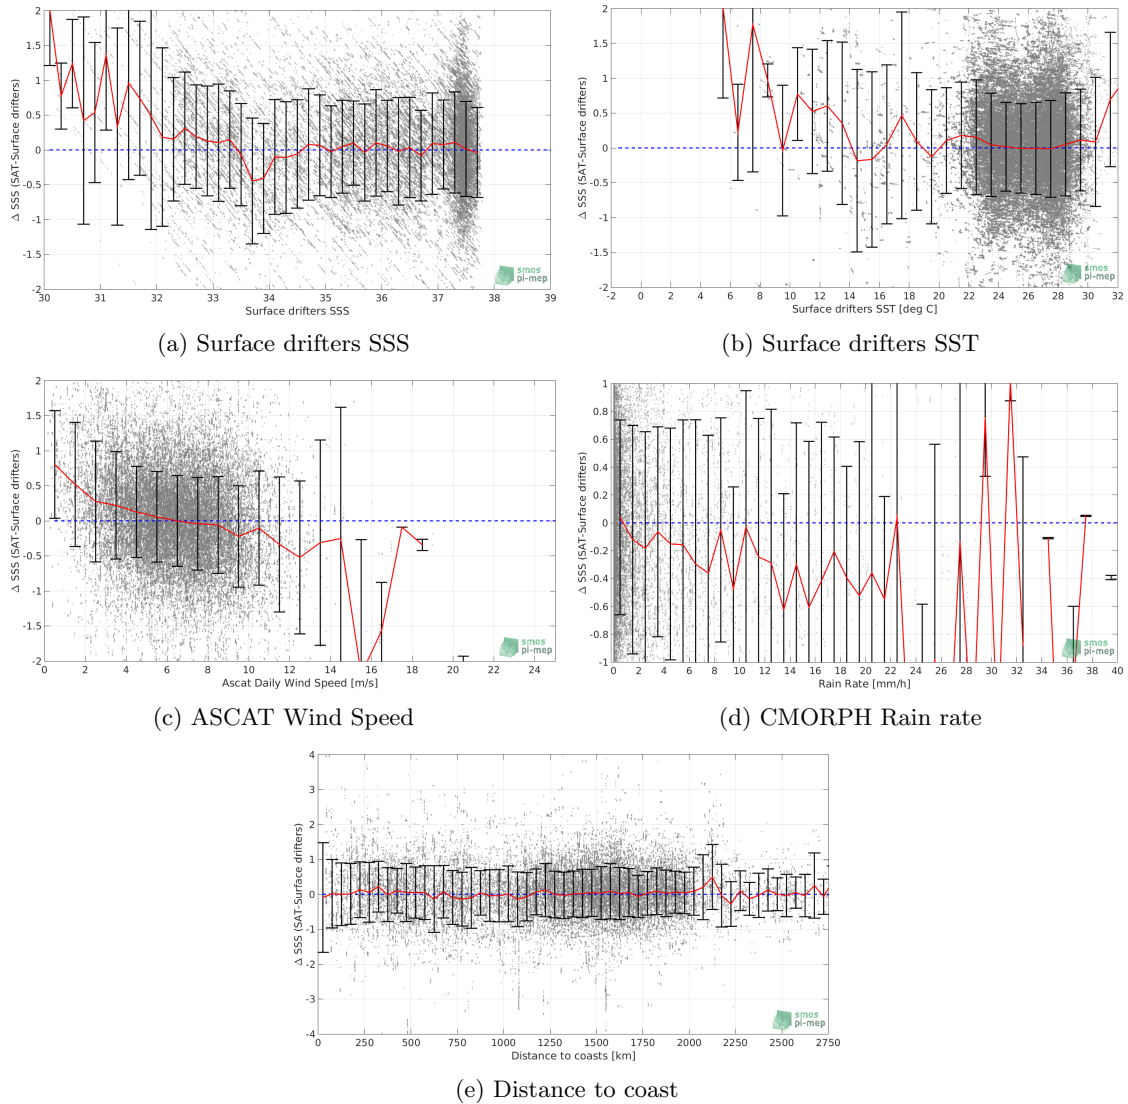 2
1.5
1
0.5
0
-0.5
-1
-1.5
-2
Δ SSS (SAT-Surface drifters)
30 31 32 33 34 35 36 37 38 39
Surface drifters SSS
smos
pi-mep
(a) Surface drifters SSS
2
1.5
1
0.5
0
-0.5
-1
-1.5
-2
Δ SSS (SAT-Surface drifters)
-2 0 2 4 6 8 10 12 14 16 18 20 22 24 26 28 30 32
Surface drifters SST [deg C]
smos
pi-mep
(b) Surface drifters SST
2
1.5
1
0.5
0
-0.5
-1
-1.5
-2
Δ SSS (SAT-Surface drifters)
0 2 4 6 8 10 12 14 16 18 20 22 24
Ascat Daily Wind Speed [m/s]
smos
pi-mep
(c) ASCAT Wind Speed
1
0.8
0.6
0.4
0.2
0
-0.2
-0.4
-0.6
-0.8
-1
Δ SSS (SAT-Surface drifters)
0 2 4 6 8 10 12 14 16 18 20 22 24 26 28 30 32 34 36 38 40
Rain Rate [mm/h]
smos
pi-mep
(d) CMORPH Rain rate
4
3
2
1
0
-1
-2
-3
-4
Δ SSS (SAT-Surface drifters)
0 250 500 750 1000 1250 1500 1750 2000 2250 2500 2750
Distance to coasts [km]
smos
pi-mep
(e) Distance to coast